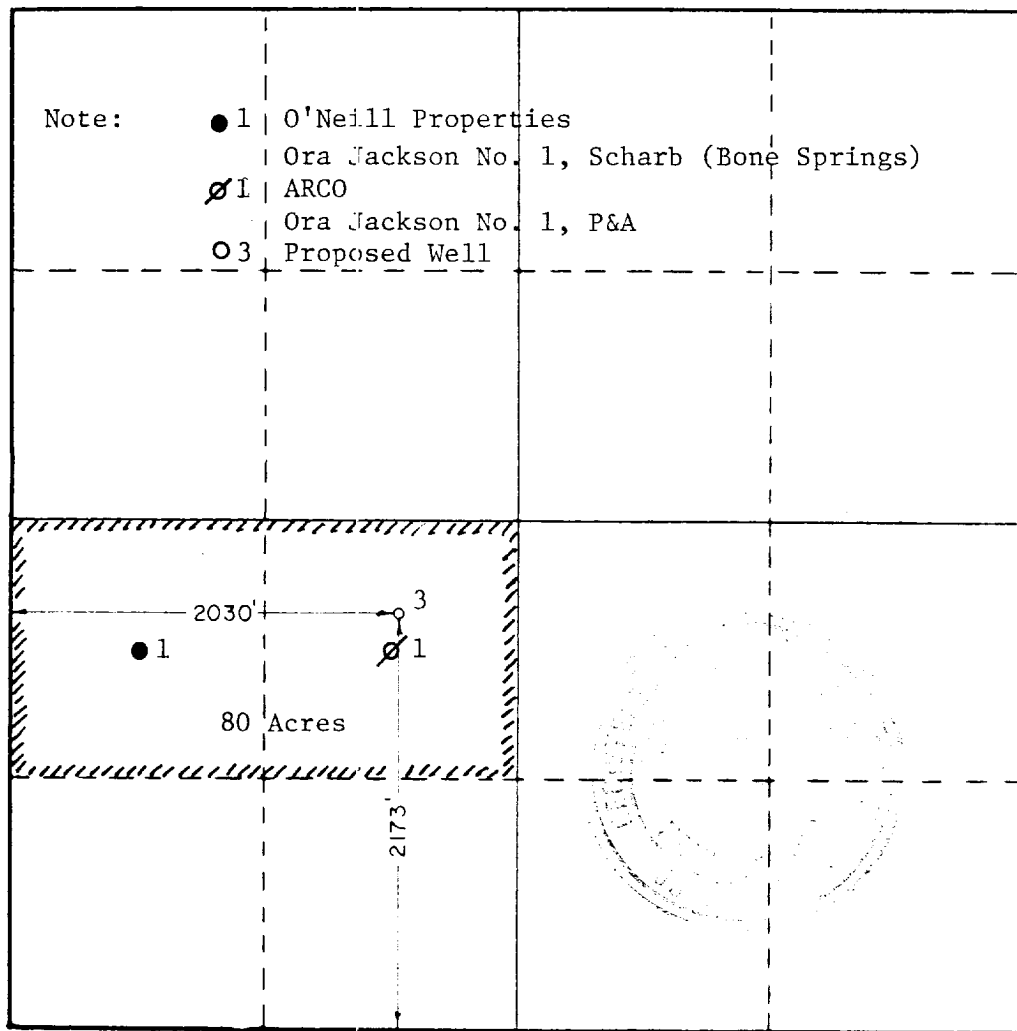 Note: 1 O'Neill Properties
Ora Jackson No. 1, Scharb (Bone Springs)
1 ARCO
Ora Jackson No. 1, P&A
3 Proposed Well
2030'
3
1
1
80 Acres
2173'